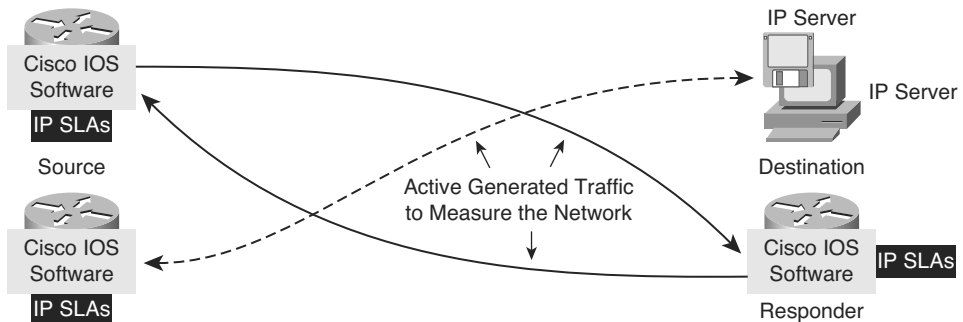 IP Server
Cisco IOS
Software
IP SLAs
Source
IP Server
Destination
Active Generated Traffic
to Measure the Network
Cisco IOS
Software
IP SLAs
Cisco IOS
Software
IP SLAs
Responder